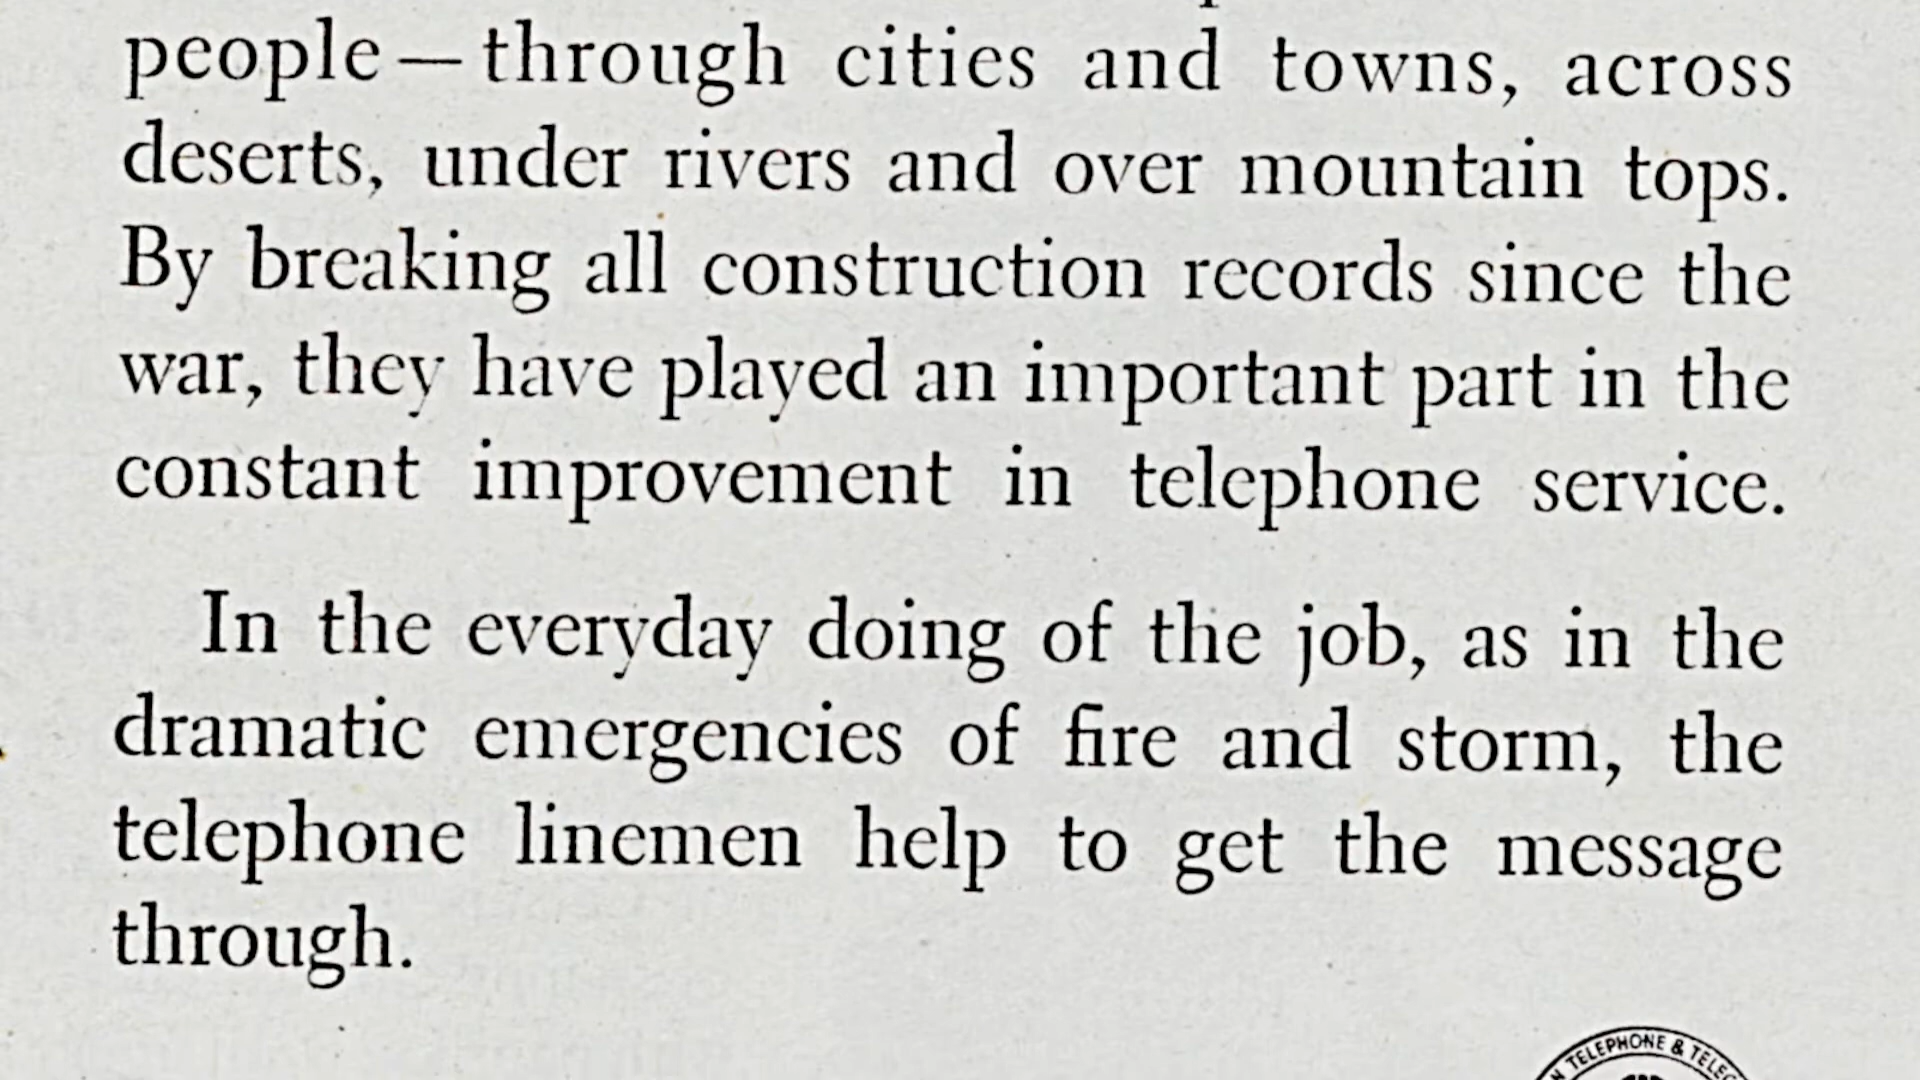 people — through cities and towns, across
deserts, under rivers and over mountain tops.
By breaking all construction records since the
war, they have played an important part in the
constant improvement in telephone service.
In the everyday doing of the job, as in the
dramatic emergencies of fire and storm, the
telephone linemen help to get the message
through.
TELEPHONE &